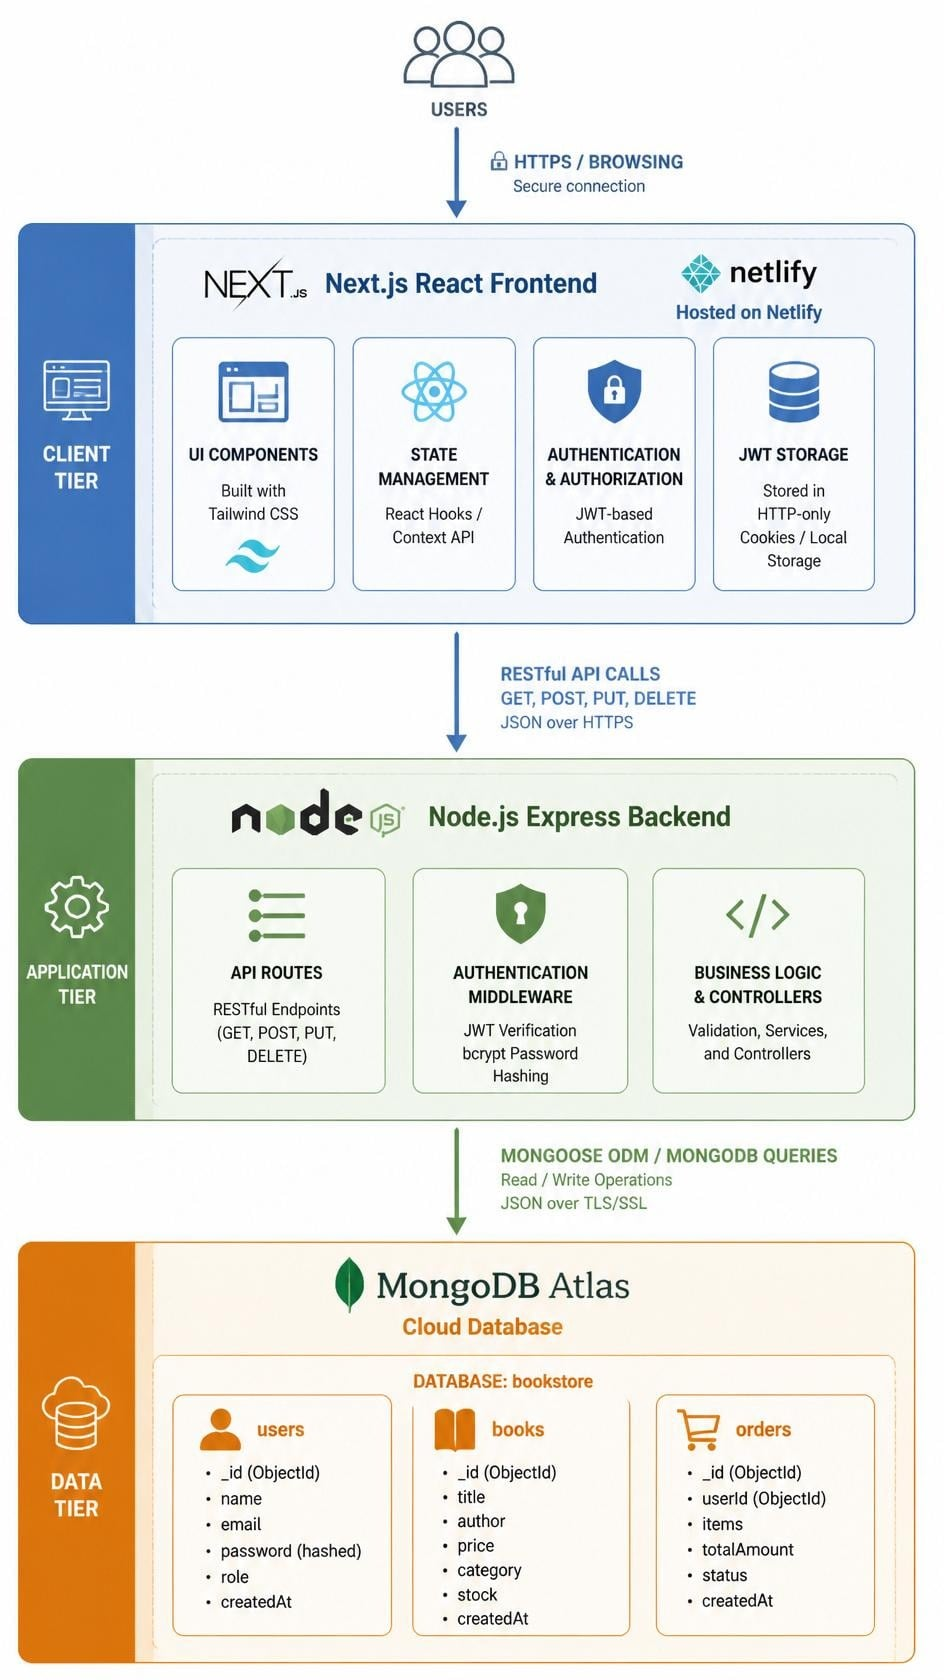 USERS
HTTPS / BROWSING
Secure connection
CLIENT
TIER
NEXT.JS
Next.js React Frontend
netlify
Hosted on Netlify
UI COMPONENTS
Built with
Tailwind CSS
STATE
MANAGEMENT
React Hooks /
Context API
AUTHENTICATION
& AUTHORIZATION
JWT-based
Authentication
JWT STORAGE
Stored in
HTTP-only
Cookies / Local
Storage
RESTful API CALLS
GET, POST, PUT, DELETE
JSON over HTTPS
APPLICATION
TIER
node JS
Node.js Express Backend
API ROUTES
RESTful Endpoints
(GET, POST, PUT,
DELETE)
AUTHENTICATION
MIDDLEWARE
JWT Verification
bcrypt Password
Hashing
BUSINESS LOGIC
& CONTROLLERS
Validation, Services,
and Controllers
MONGOOSE ODM / MONGODB QUERIES
Read / Write Operations
JSON over TLS/SSL
DATA
TIER
MongoDB Atlas
Cloud Database
DATABASE: bookstore
users
• _id (ObjectId)
• name
• email
• password (hashed)
• role
• createdAt
books
• _id (ObjectId)
• title
• author
• price
• category
• stock
• createdAt
orders
• _id (ObjectId)
• userId (ObjectId)
• items
• totalAmount
• status
• createdAt